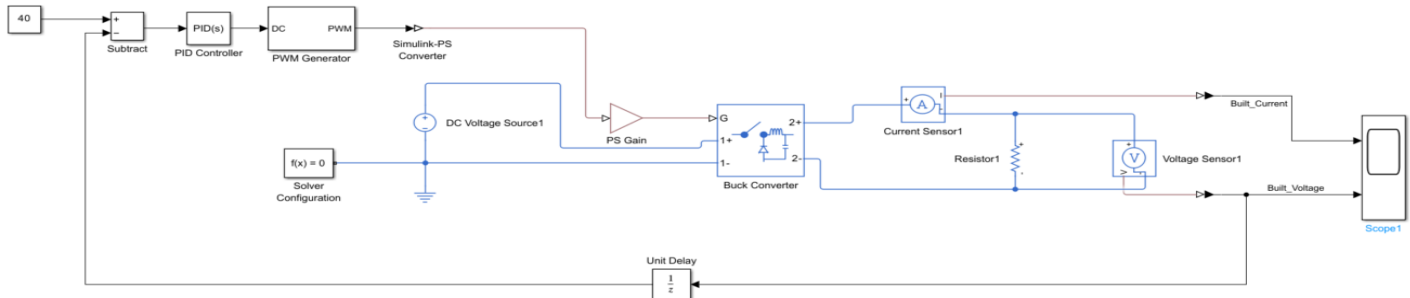 40
+
−
Subtract
PID(s)
PID Controller
DC
PWM
PWM Generator
Simulink-PS
Converter
+
−
DC Voltage Source1
f(x) = 0
Solver
Configuration
PS Gain
G
1+
1-
2+
2-
Buck Converter
+
A
I
-
Current Sensor1
Built_Current
Resistor1
+
-
+
V
V
-
Voltage Sensor1
Built_Voltage
Scope1
Unit Delay
1
z